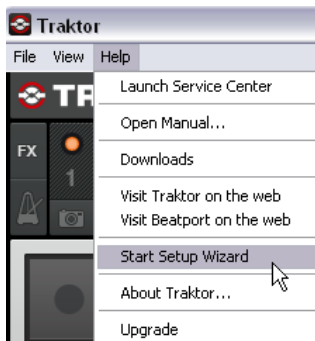 Traktor
File View Help
TR
Launch Service Center
Open Manual...
FX
1
Downloads
Visit Traktor on the web
Visit Beatport on the web
Start Setup Wizard
About Traktor...
Upgrade